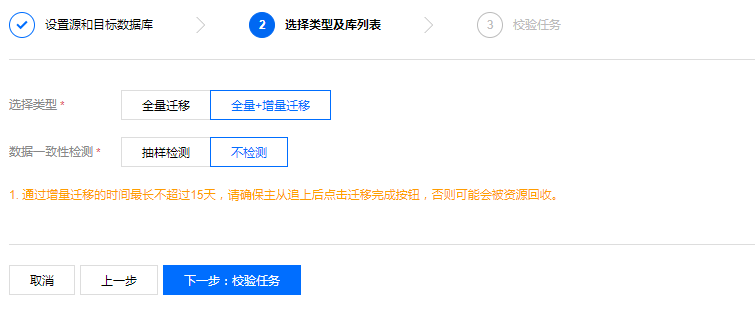 设置源和目标数据库 2 选择类型及库列表 3 校验任务
选择类型 * 全量迁移 全量+增量迁移
数据一致性检测 * 抽样检测 不检测
1. 通过增量迁移的时间最长不超过15天，请确保主从追上后点击迁移完成按钮，否则可能会被资源回收。
取消 上一步 下一步：校验任务